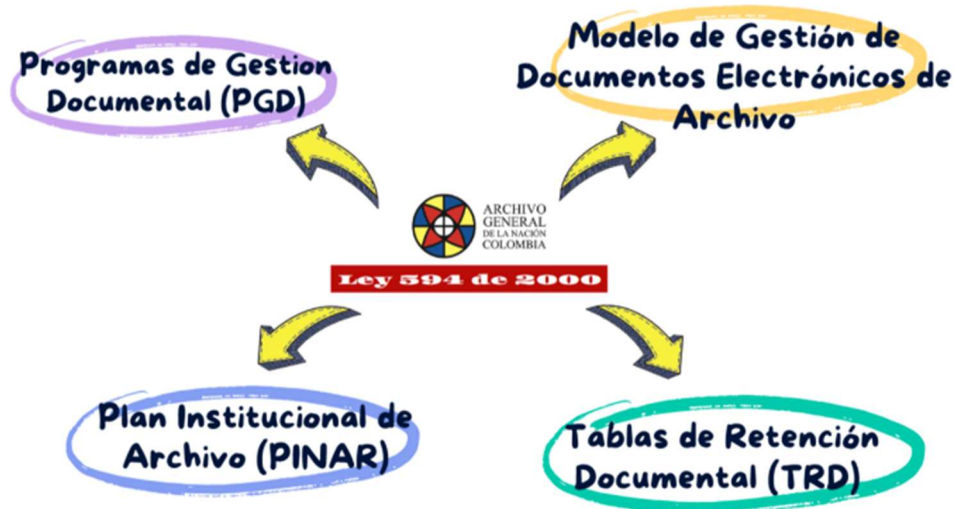 Programas de Gestion
Documental (PGD)
Modelo de Gestión de
Documentos Electrónicos de
Archivo
ARCHIVO
GENERAL
DE LA NACIÓN
COLOMBIA
Ley 594 de 2000
Plan Institucional de
Archivo (PINAR)
Tablas de Retención
Documental (TRD)